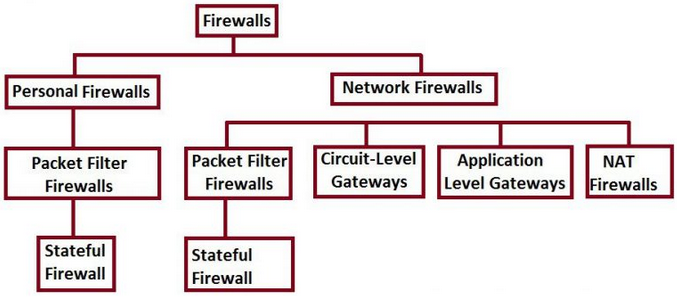 Firewalls
Personal Firewalls
Network Firewalls
Packet Filter
Firewalls
Packet Filter
Firewalls
Circuit-Level
Gateways
Application
Level Gateways
NAT
Firewalls
Stateful
Firewall
Stateful
Firewall